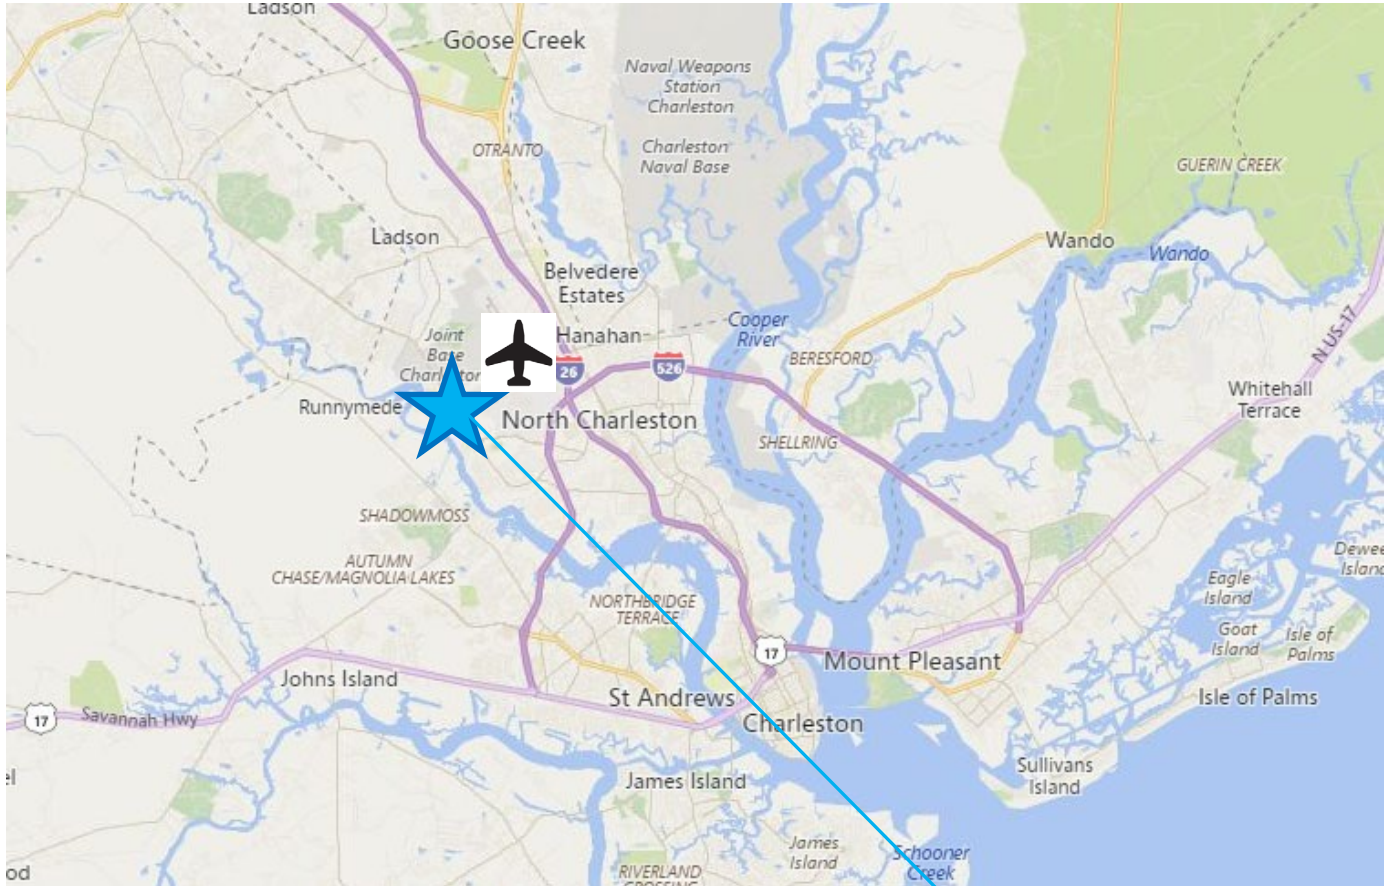 Ladson
Goose Creek
Naval Weapons
Station
Charleston
Charleston
Naval Base
OTRANTO
GUERIN CREEK
Ladson
Wando
Wando
Belvedere
Estates
Cooper
River
N US-17
Joint
Base
Charleston
Hanahan
26
526
BERESFORD
Whitehall
Terrace
Runnymede
North Charleston
SHELLRING
SHADOWMOSS
AUTUMN
CHASE/MAGNOLIA LAKES
Eagle
Island
NORTHBRIDGE
TERRACE
Goat
Island
Isle of
Palms
17
Mount Pleasant
Johns Island
St Andrews
Isle of Palms
17
Savannah Hwy
Charleston
James Island
Sullivans
Island
James
Island
Schooner
Creek
RIVERLAND
Island